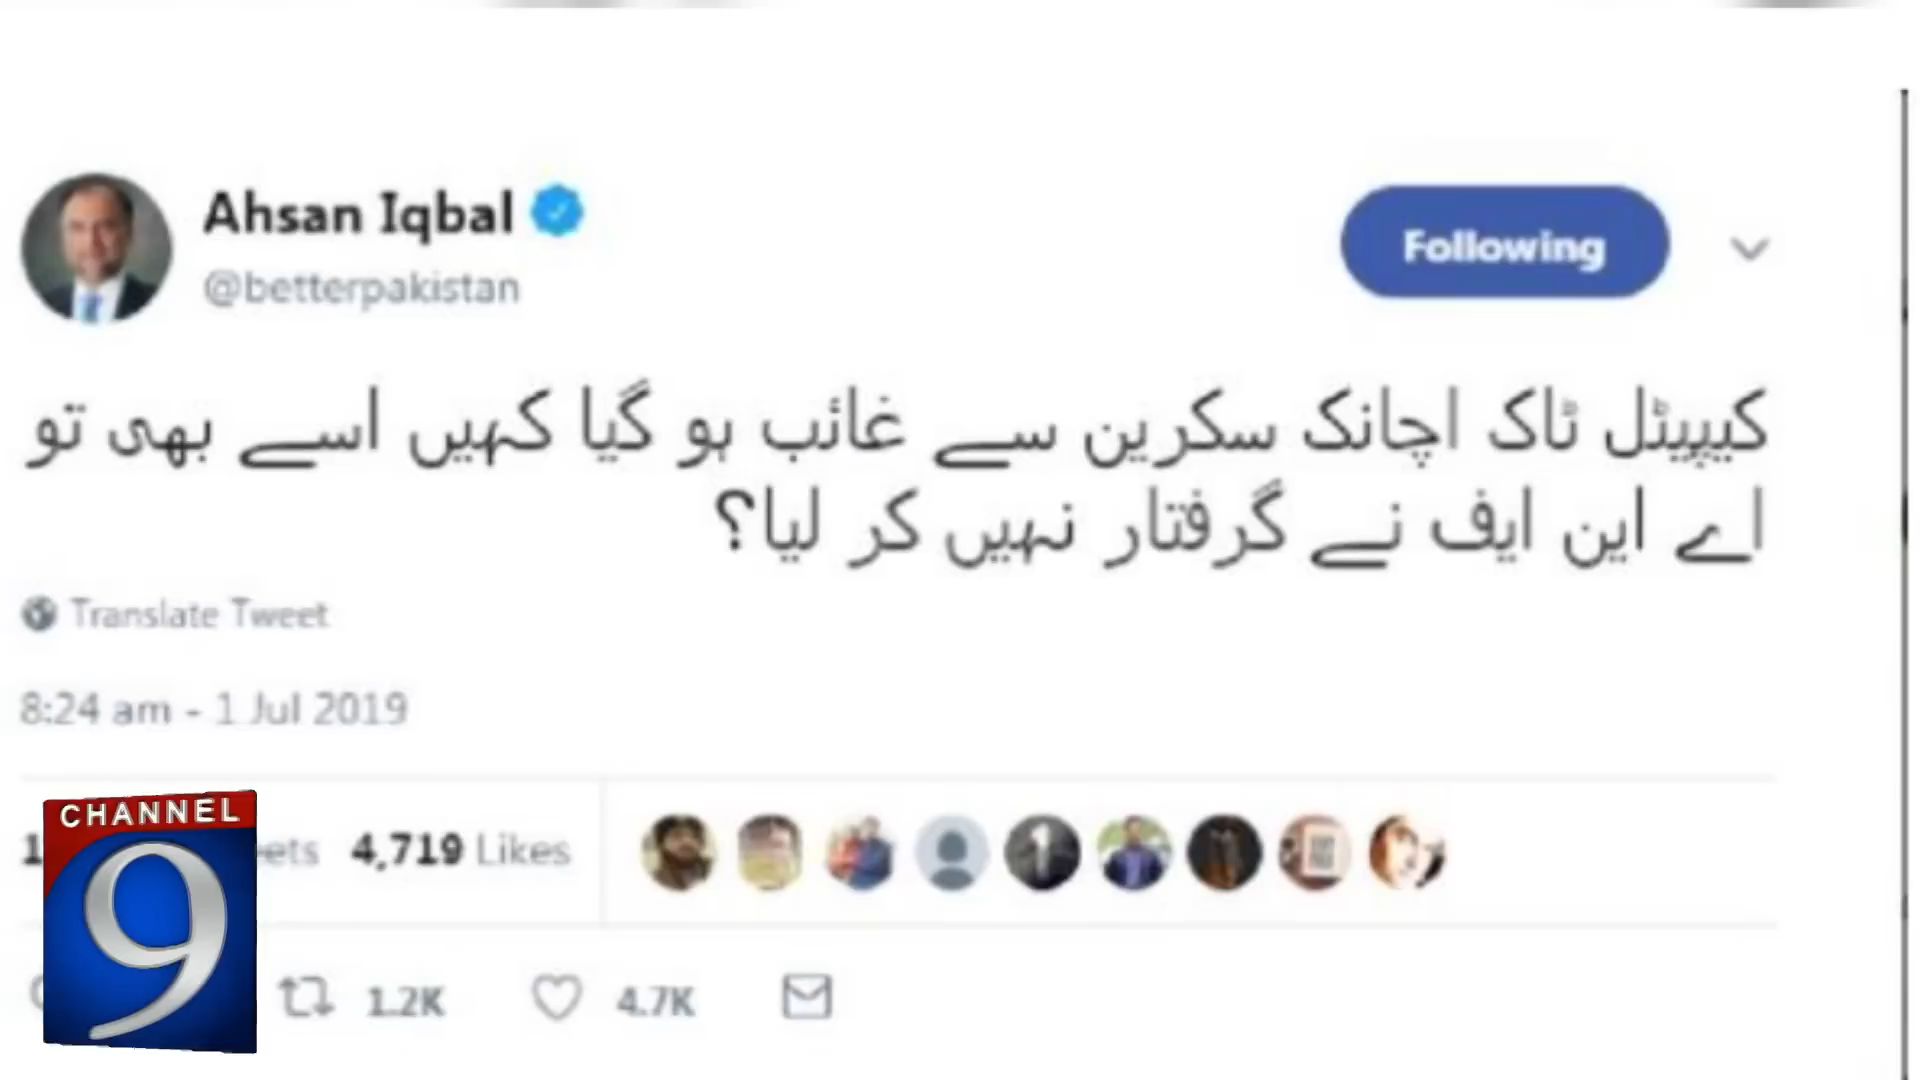 Ahsan Iqbal
@betterpakistan
Following
کیپیٹل ٹاک اچانک سکرین سے غائب ہو گیا کہیں اسے بھی تو
اے این ایف نے گرفتار نہیں کر لیا؟
Translate Tweet
8:24 am - 1 Jul 2019
4,719 Likes
CHANNEL
9
1.2K 4.7K